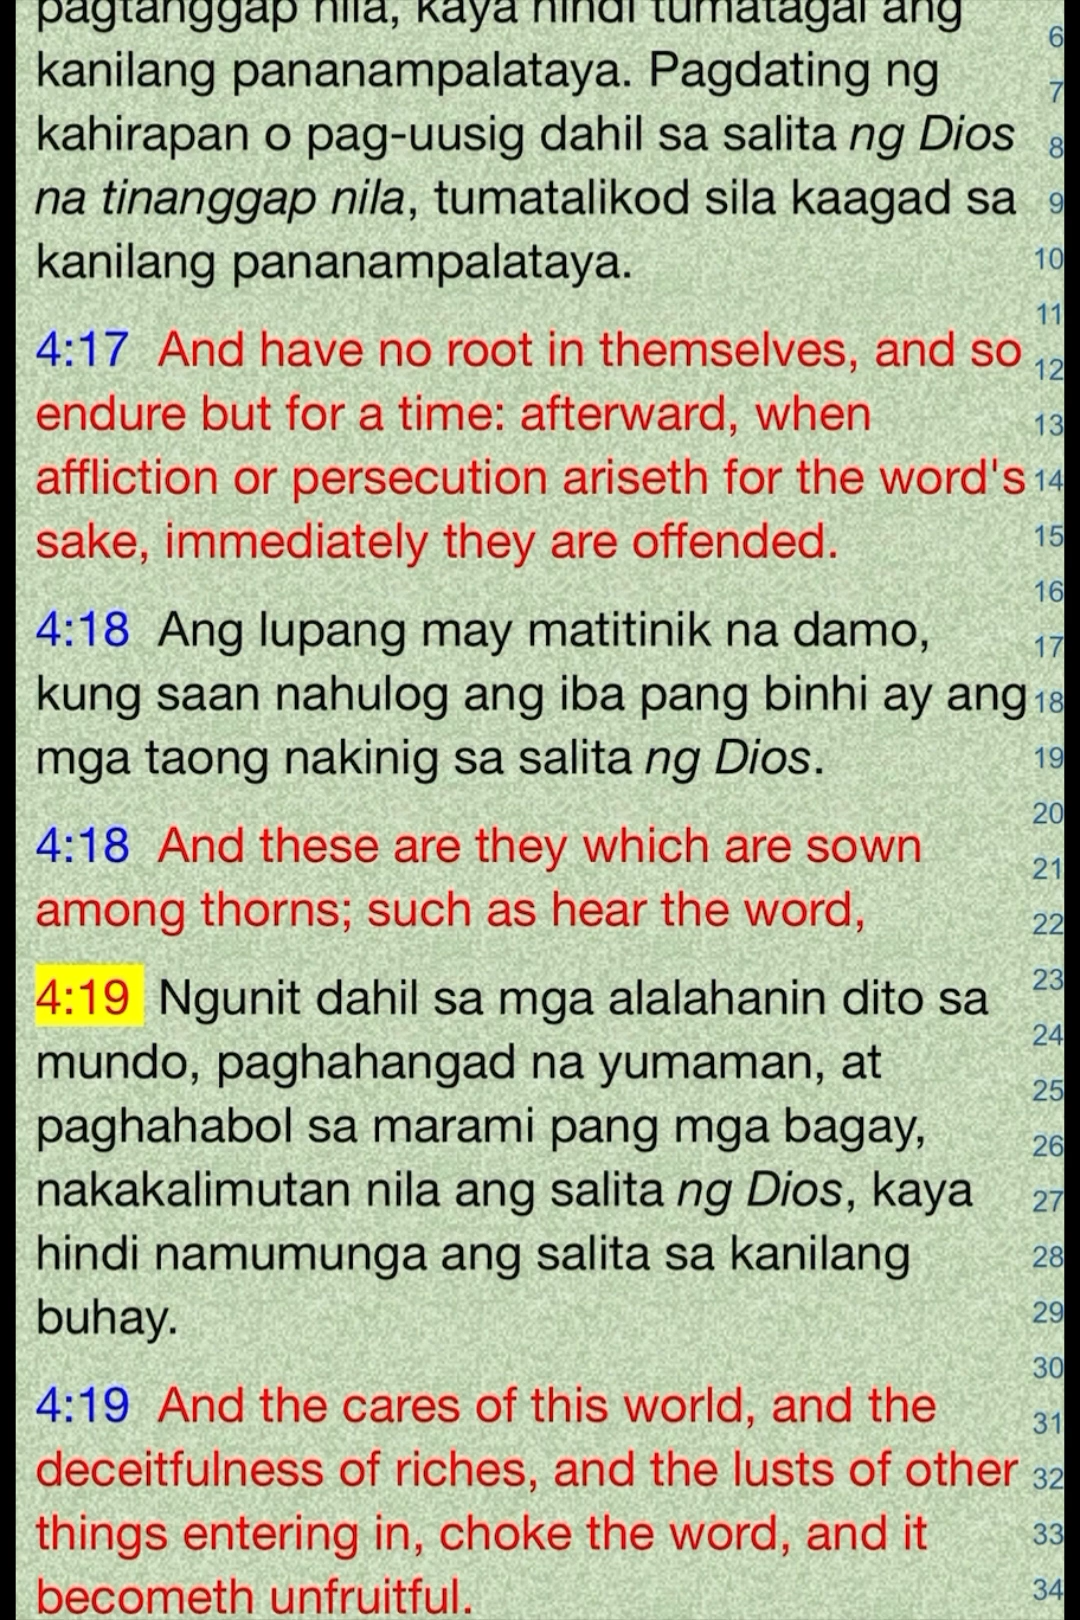 pagtanggap nila, kaya hindi tumatagal ang
kanilang pananampalataya. Pagdating ng
kahirapan o pag-uusig dahil sa salita ng Dios
na tinanggap nila, tumatalikod sila kaagad sa
kanilang pananampalataya.
4:17 And have no root in themselves, and so
endure but for a time: afterward, when
affliction or persecution ariseth for the word's
sake, immediately they are offended.
4:18 Ang lupang may matitinik na damo,
kung saan nahulog ang iba pang binhi ay ang
mga taong nakinig sa salita ng Dios.
4:18 And these are they which are sown
among thorns; such as hear the word,
4:19 Ngunit dahil sa mga alalahanin dito sa
mundo, paghahangad na yumaman, at
paghahabol sa marami pang mga bagay,
nakakalimutan nila ang salita ng Dios, kaya
hindi namumunga ang salita sa kanilang
buhay.
4:19 And the cares of this world, and the
deceitfulness of riches, and the lusts of other
things entering in, choke the word, and it
becometh unfruitful.
6
7
8
9
10
11
12
13
14
15
16
17
18
19
20
21
22
23
24
25
26
27
28
29
30
31
32
33
34